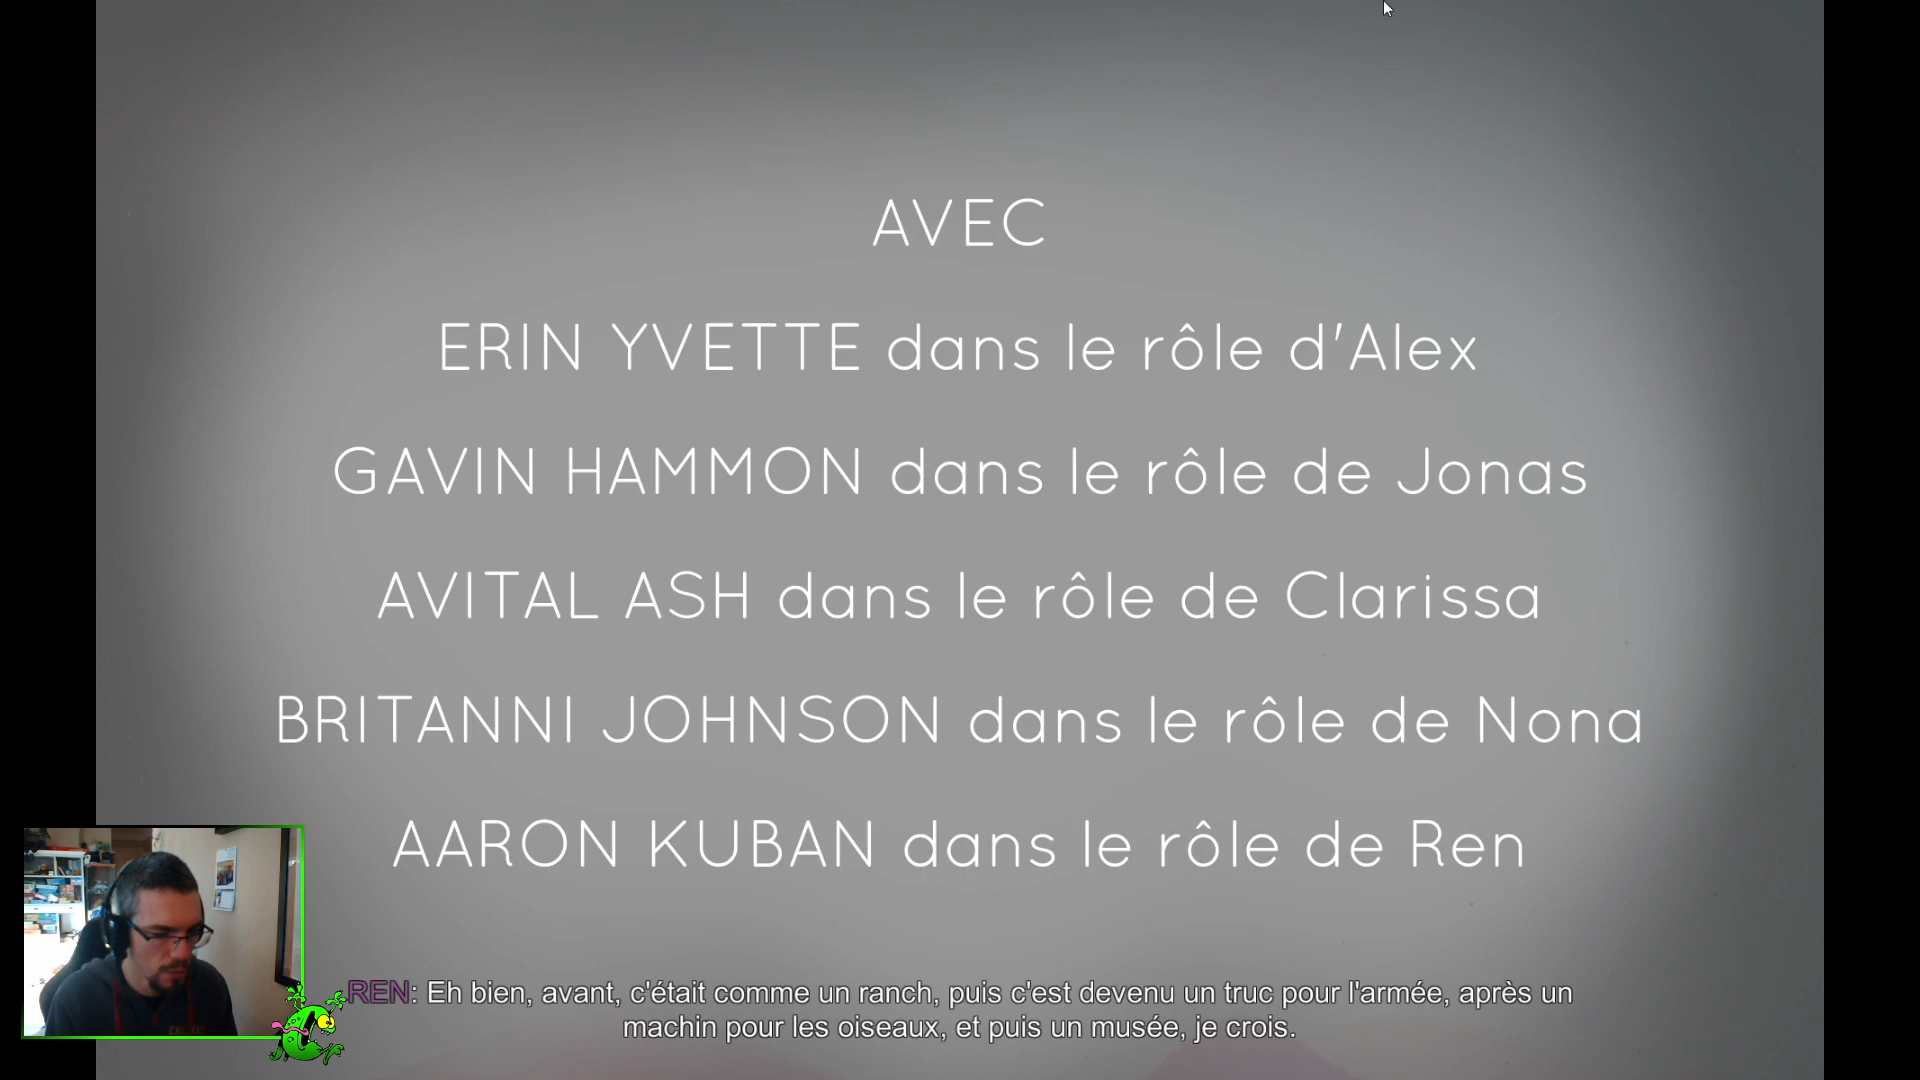 AVEC
ERIN YVETTE dans le rôle d'Alex
GAVIN HAMMON dans le rôle de Jonas
AVITAL ASH dans le rôle de Clarissa
BRITANNI JOHNSON dans le rôle de Nona
AARON KUBAN dans le rôle de Ren
REN: Eh bien, avant, c'était comme un ranch, puis c'est devenu un truc pour l'armée, après un
machin pour les oiseaux, et puis un musée, je crois.